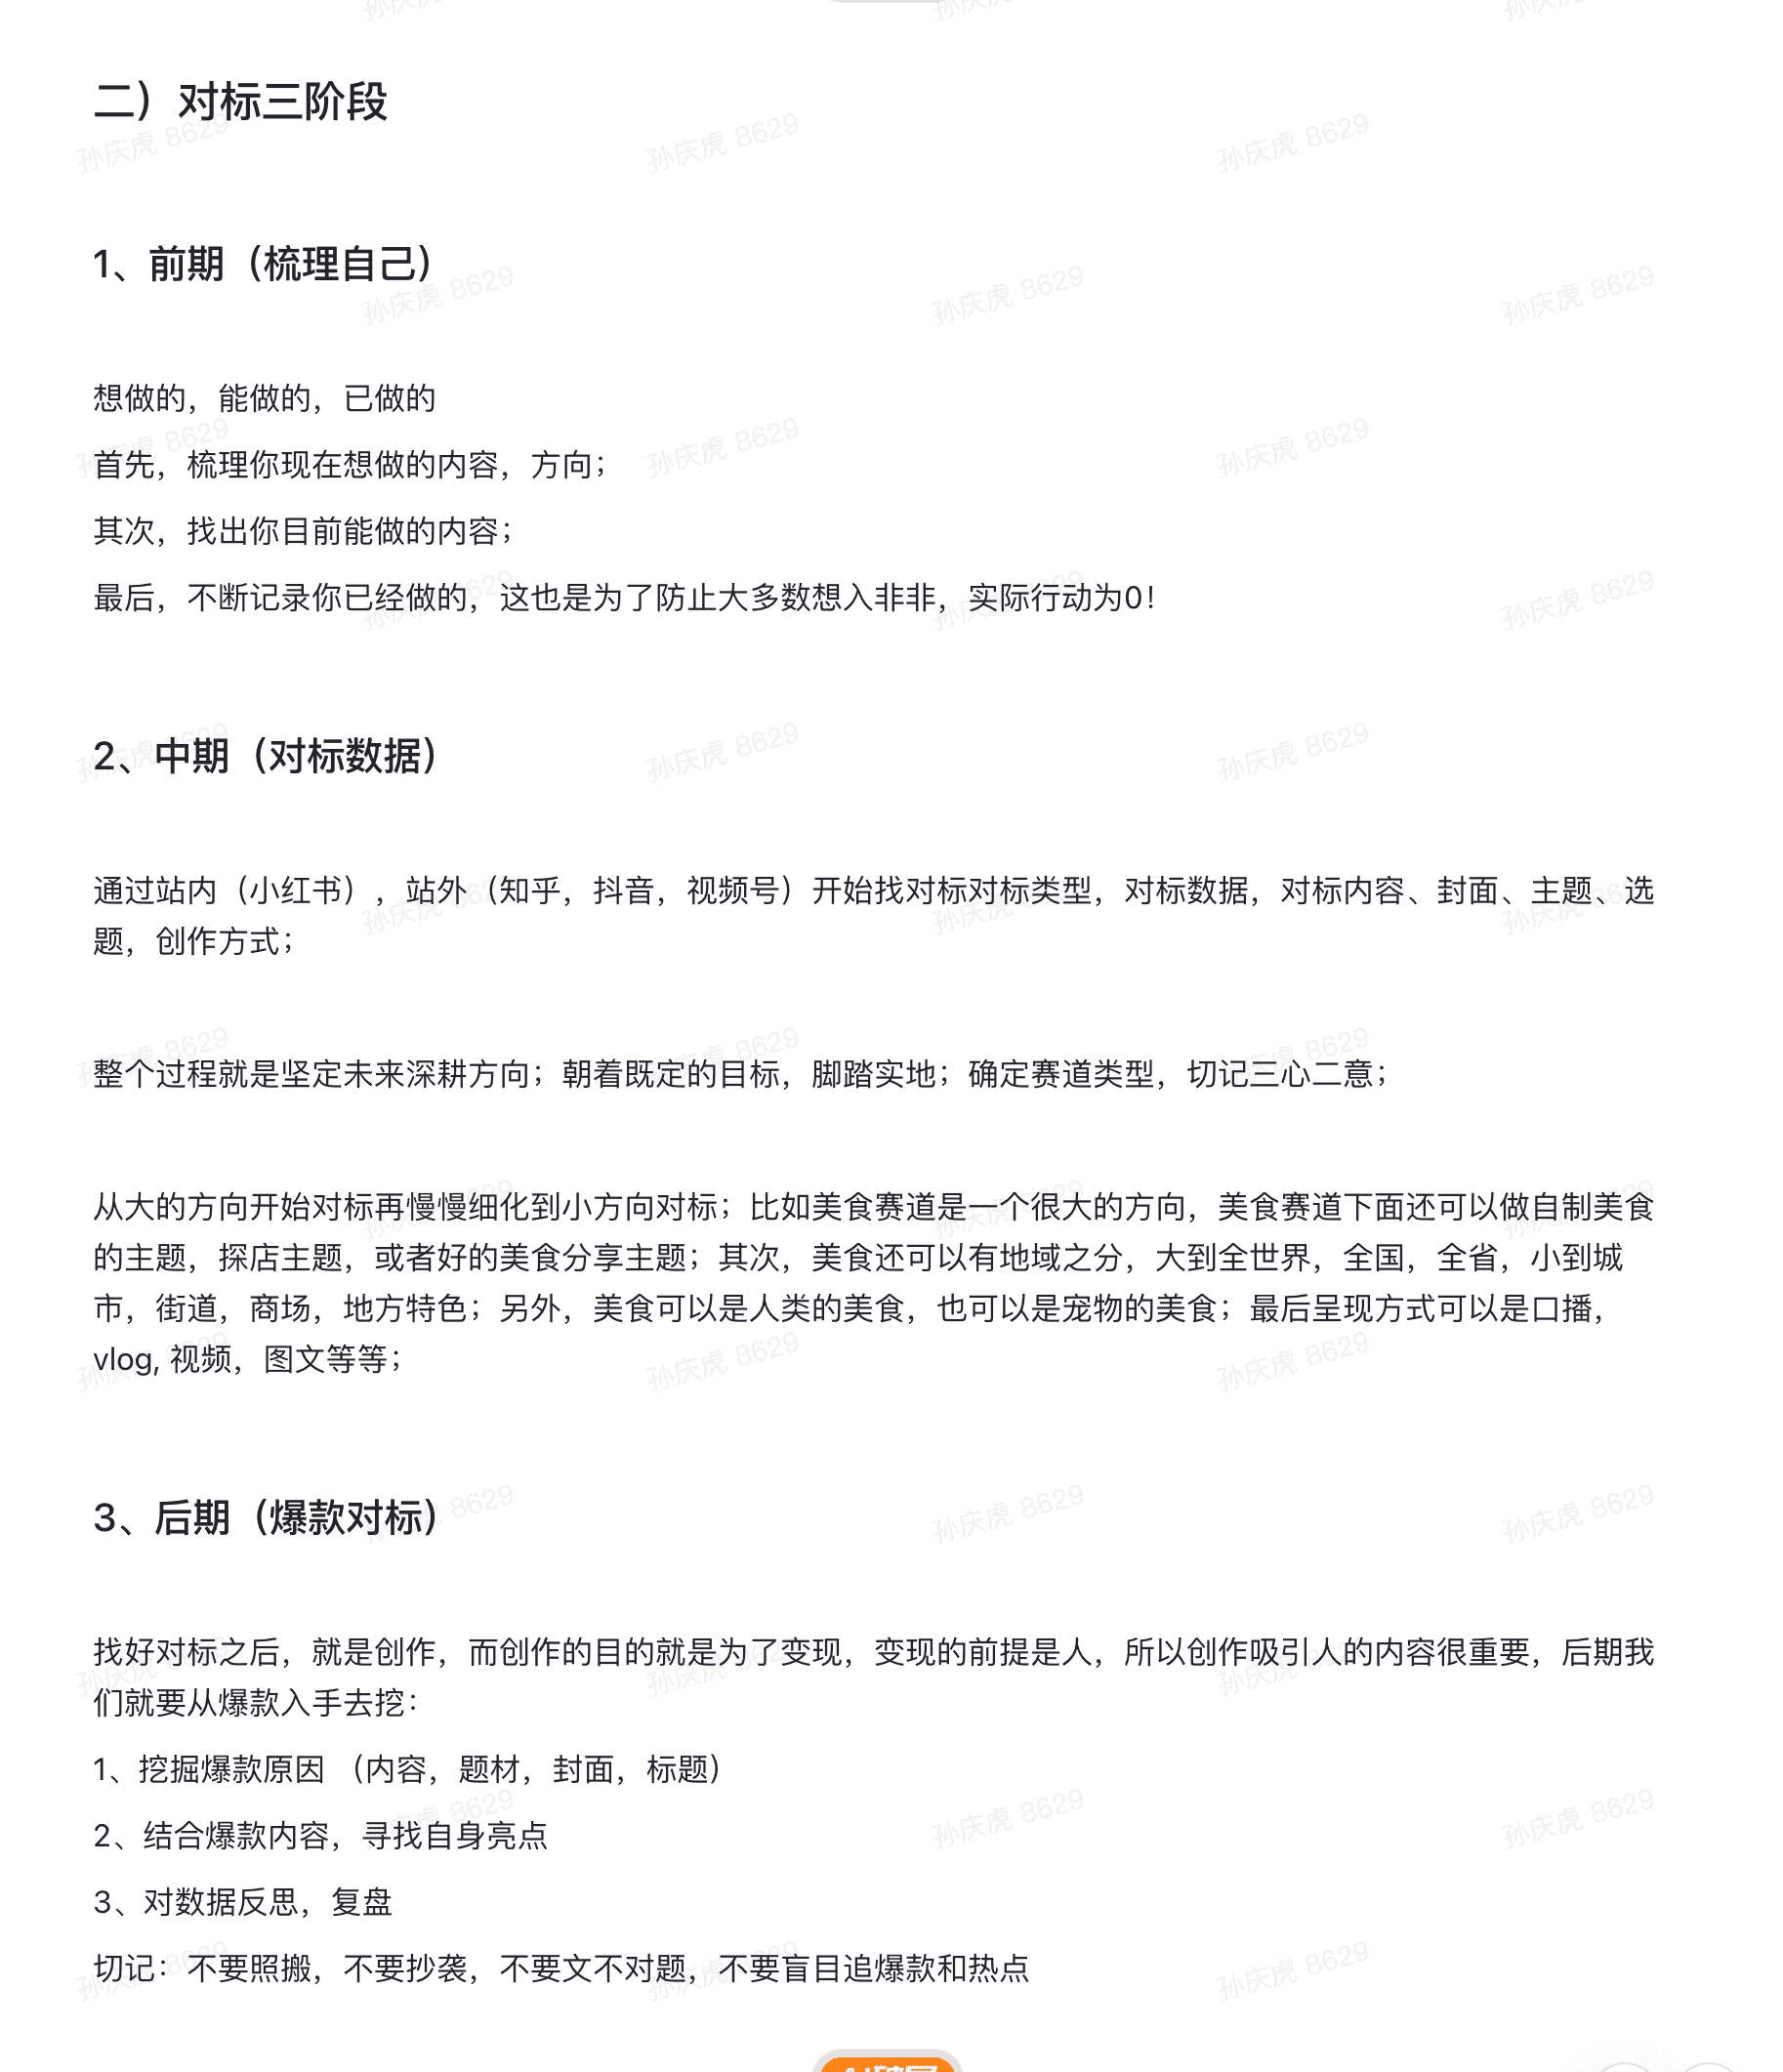 二）对标三阶段
1、前期（梳理自己）
想做的，能做的，已做的
首先，梳理你现在想做的内容，方向；
其次，找出你目前能做的内容；
最后，不断记录你已经做的，这也是为了防止大多数想入非非，实际行动为0！
2、中期（对标数据）
通过站内（小红书），站外（知乎，抖音，视频号）开始找对标对标类型，对标数据，对标内容、封面、主题、选
题，创作方式；
整个过程就是坚定未来深耕方向；朝着既定的目标，脚踏实地；确定赛道类型，切记三心二意；
从大的方向开始对标再慢慢细化到小方向对标；比如美食赛道是一个很大的方向，美食赛道下面还可以做自制美食
的主题，探店主题，或者好的美食分享主题；其次，美食还可以有地域之分，大到全世界，全国，全省，小到城
市，街道，商场，地方特色；另外，美食可以是人类的美食，也可以是宠物的美食；最后呈现方式可以是口播，
vlog, 视频，图文等等；
3、后期（爆款对标）
找好对标之后，就是创作，而创作的目的就是为了变现，变现的前提是人，所以创作吸引人的内容很重要，后期我
们就要从爆款入手去挖：
1、挖掘爆款原因 （内容，题材，封面，标题）
2、结合爆款内容，寻找自身亮点
3、对数据反思，复盘
切记：不要照搬，不要抄袭，不要文不对题，不要盲目追爆款和热点
孙庆虎 8629